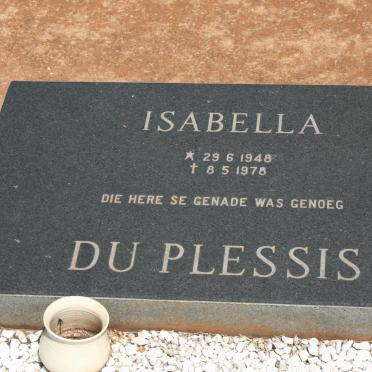 ISABELLA
* 29 6 1948
† 8 5 1978
DIE HERE SE GENADE WAS GENOEG
DU PLESSIS